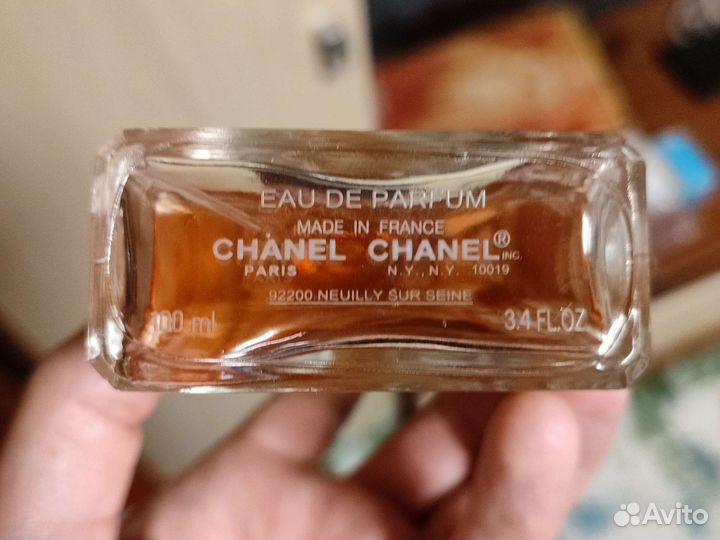 EAU DE PARFUM
MADE IN FRANCE
CHANEL CHANEL® INC.
PARIS N.Y., N.Y. 10019
92200 NEUILLY SUR SEINE
100 ml 3.4 FL.OZ
Avito